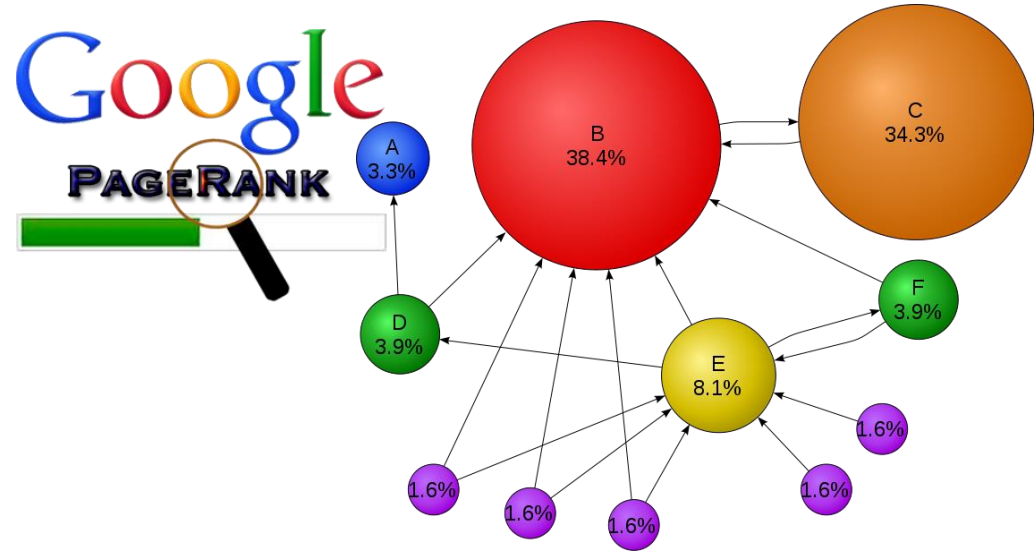 Google
PAGERANK
A
3.3%
B
38.4%
C
34.3%
D
3.9%
E
8.1%
F
3.9%
1.6%
1.6%
1.6%
1.6%
1.6%